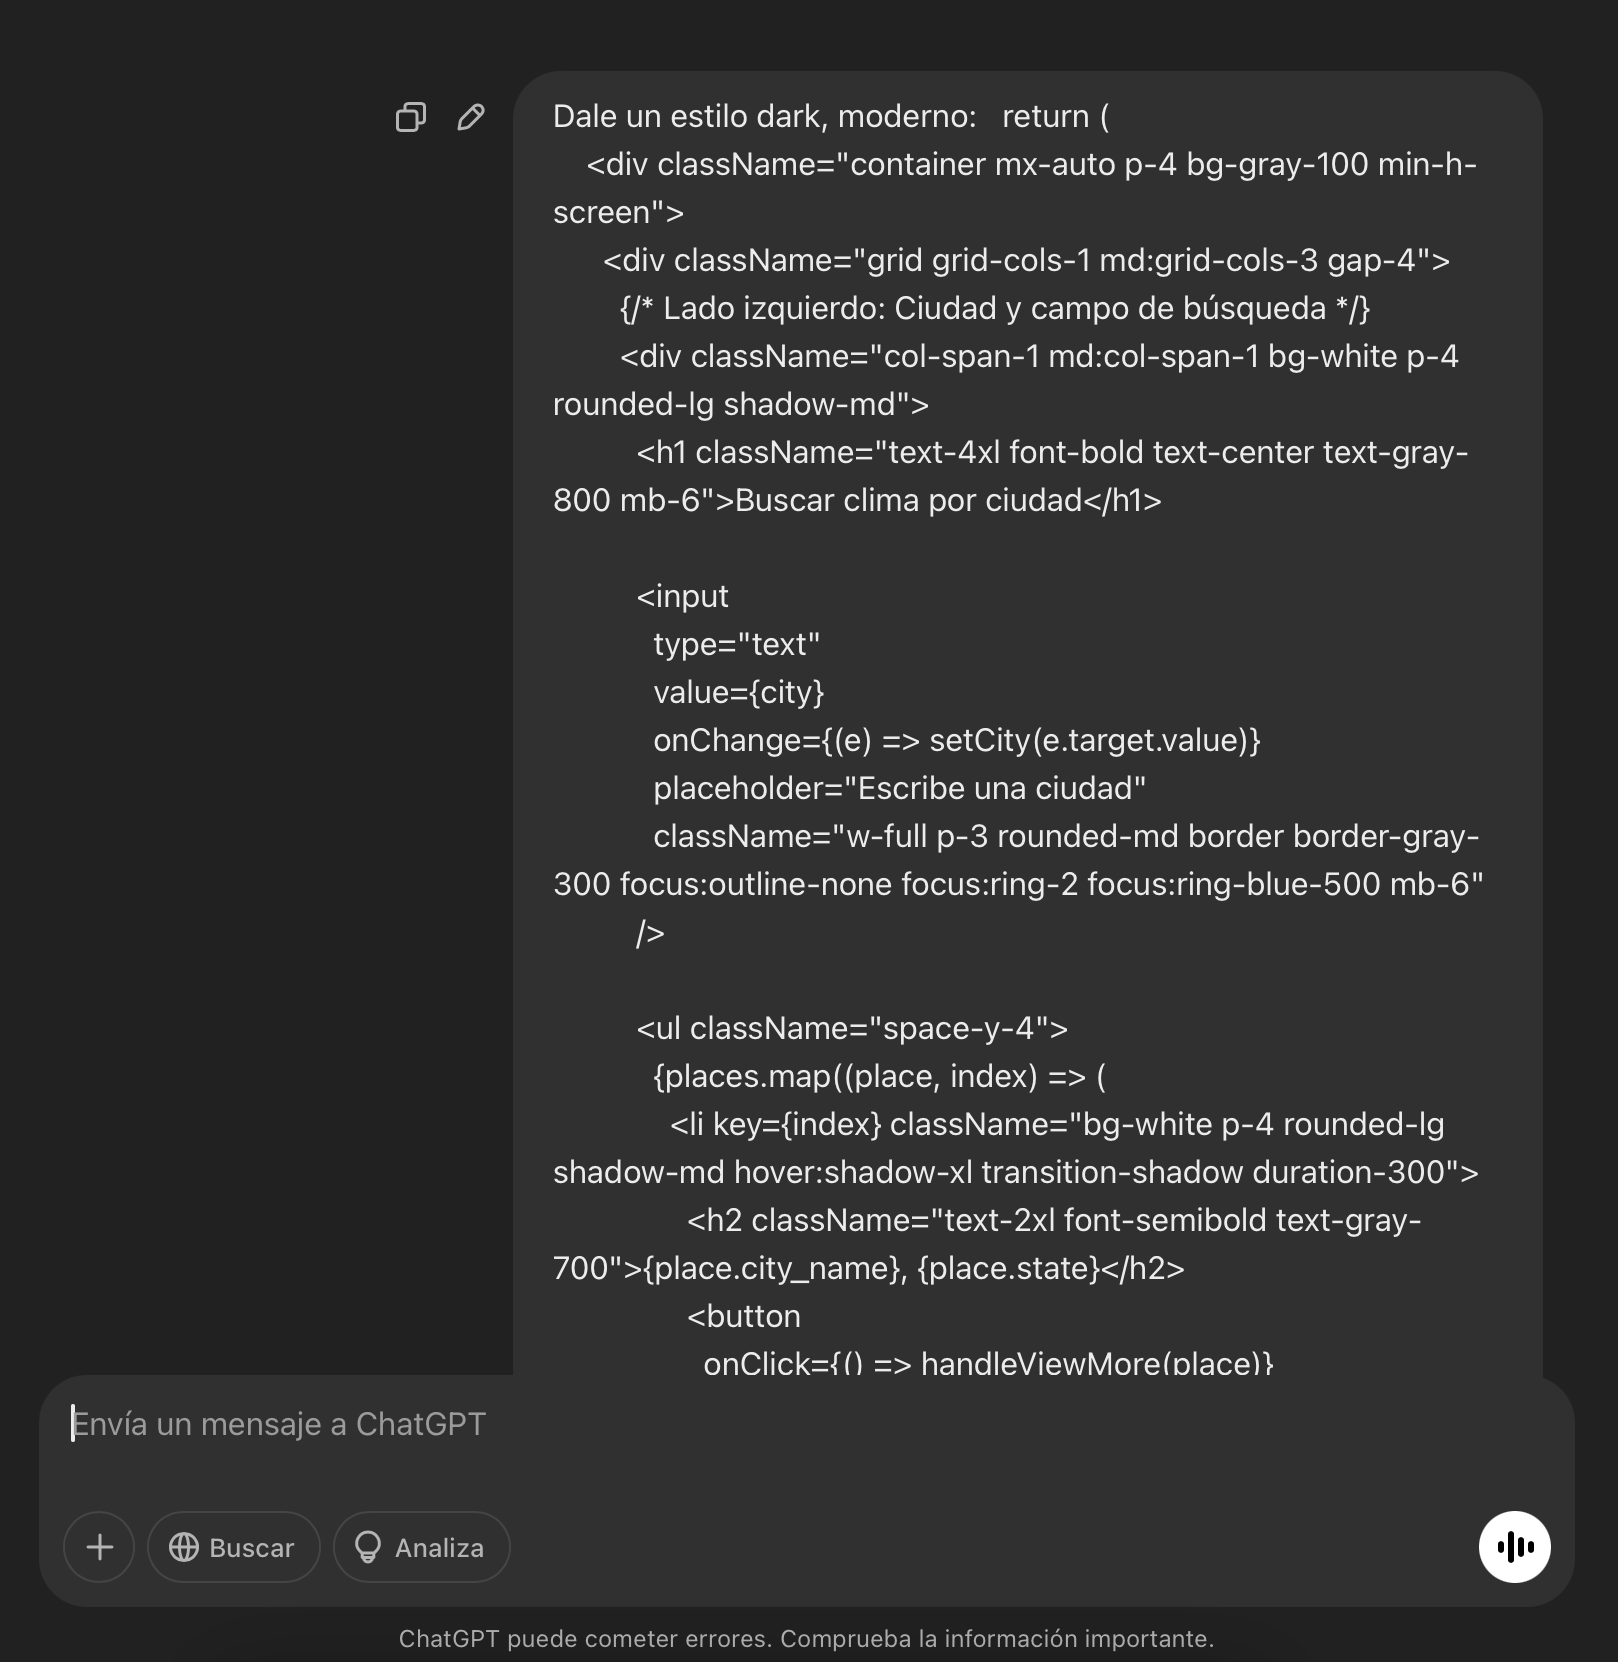 Dale un estilo dark, moderno:   return (
<div className="container mx-auto p-4 bg-gray-100 min-h-
screen">
<div className="grid grid-cols-1 md:grid-cols-3 gap-4">
{/* Lado izquierdo: Ciudad y campo de búsqueda */}
<div className="col-span-1 md:col-span-1 bg-white p-4
rounded-lg shadow-md">
<h1 className="text-4xl font-bold text-center text-gray-
800 mb-6">Buscar clima por ciudad</h1>
<input
type="text"
value={city}
onChange={(e) => setCity(e.target.value)}
placeholder="Escribe una ciudad"
className="w-full p-3 rounded-md border border-gray-
300 focus:outline-none focus:ring-2 focus:ring-blue-500 mb-6"
/>
<ul className="space-y-4">
{places.map((place, index) => (
<li key={index} className="bg-white p-4 rounded-lg
shadow-md hover:shadow-xl transition-shadow duration-300">
<h2 className="text-2xl font-semibold text-gray-
700">{place.city_name}, {place.state}</h2>
<button
onClick={() => handleViewMore(place)}
Envía un mensaje a ChatGPT
Buscar
Analiza
ChatGPT puede cometer errores. Comprueba la información importante.